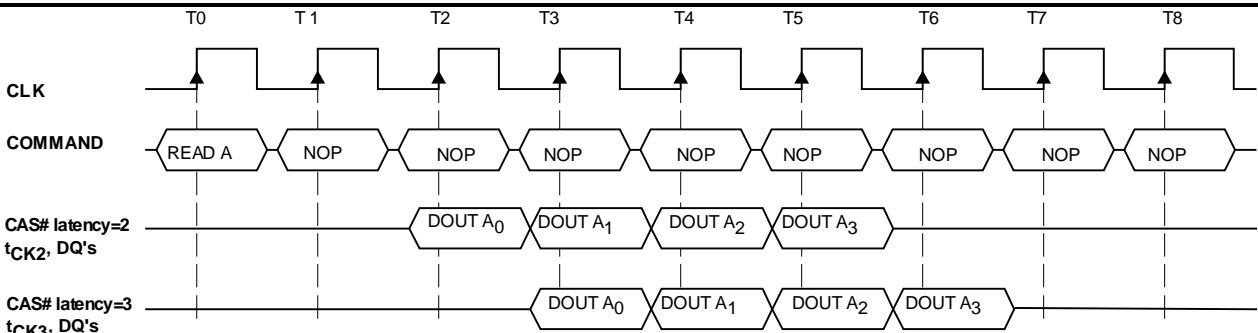 T0 T 1 T2 T3 T4 T5 T6 T7 T8
CLK
COMMAND READ A NOP NOP NOP NOP NOP NOP NOP NOP
CAS# latency=2 DOUT A0 DOUT A1 DOUT A2 DOUT A3
tCK2, DQ's
CAS# latency=3 DOUT A0 DOUT A1 DOUT A2 DOUT A3
tCK3, DQ's